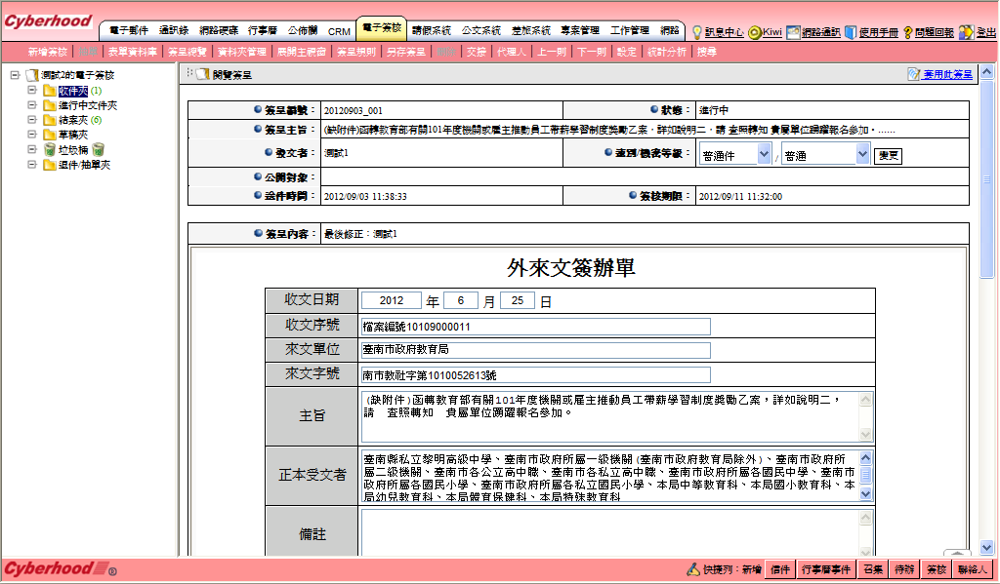 Cyberhood
電子郵件 通訊錄 網路硬碟 行事曆 公佈欄 CRM 電子簽核 請假系統 公文系統 差旅系統 專案管理 工作管理 網路
訊息中心 Kiwi 網路通訊 使用手冊 問題回報 登出
新增簽核 表單資料庫 簽呈總覽 資料夾管理 展開主視窗 簽呈規則 另存簽呈 交接 代理人 上一則 下一則 設定 統計分析 搜尋
測試2的電子簽核
收件夾 (1)
進行中文件夾
結案夾 (6)
草稿夾
垃圾桶
退件/抽單夾
閱覽簽呈
套用此簽呈
簽呈編號： 20120903_001 狀態： 進行中
簽呈主旨： (缺附件)函轉教育部有關101年度機關或雇主推動員工帶薪學習制度獎勵乙案，詳如說明二，請 查照轉知 貴屬單位踴躍報名參加。......
發文者： 測試1 速別/機密等級： 普通件 / 普通 變更
公開對象：
送件時間： 2012/09/03 11:38:33 簽核期限： 2012/09/11 11:32:00
簽呈內容： 最後修正：測試1
外來文簽辦單
收文日期 2012 年 6 月 25 日
收文序號 檔案編號10109000011
來文單位 臺南市政府教育局
來文字號 南市教社字第1010052613號
主旨 (缺附件)函轉教育部有關101年度機關或雇主推動員工帶薪學習制度獎勵乙案，詳如說明二，
請 查照轉知 貴屬單位踴躍報名參加。
正本受文者 臺南縣私立黎明高級中學、臺南市政府所屬一級機關(臺南市政府教育局除外)、臺南市政府所
屬二級機關、臺南市各公立高中職、臺南市各私立高中職、臺南市政府所屬各國民中學、臺南市
政府所屬各國民小學、臺南市政府所屬各私立國民小學、本局中等教育科、本局國小教育科、本
局幼兒教育科、本局體育保健科、本局特殊教育科
備註
Cyberhood ®
快捷列：新增 信件 行事曆事件 召集 待辦 簽核 聯絡人